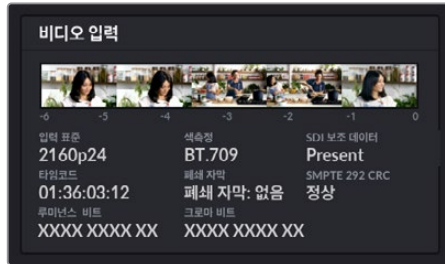 비디오 입력
-6 -5 -4 -3 -2 -1 0
입력 표준 색측정 SDI 보조 데이터
2160p24 BT.709 Present
타임코드 폐쇄 자막 SMPTE 292 CRC
01:36:03:12 폐쇄 자막: 없음 정상
루미넌스 비트 크로마 비트
XXXX XXXX XX XXXX XXXX XX